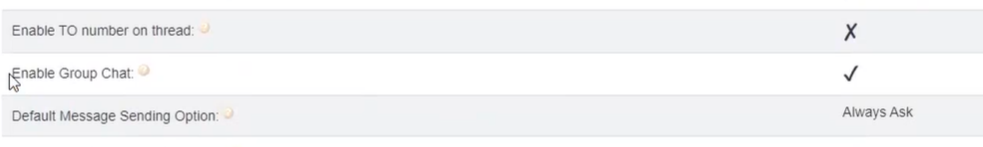 Enable TO number on thread: ✗
Enable Group Chat: ✓
Default Message Sending Option: Always Ask